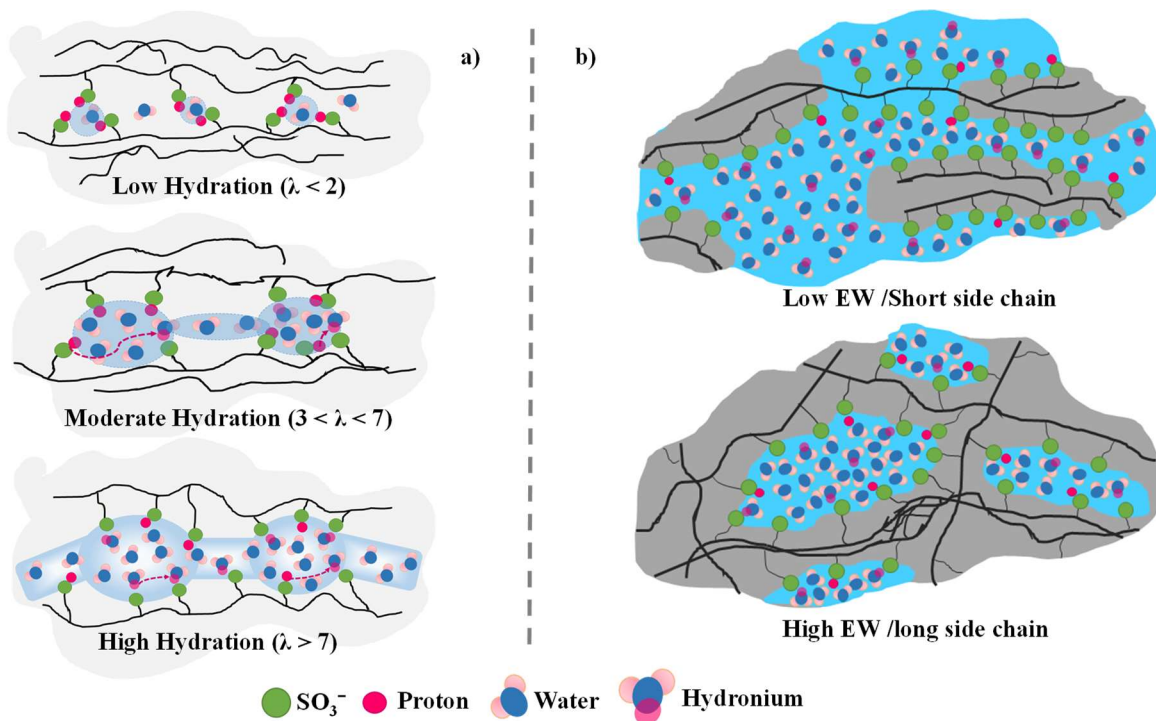 a)
Low Hydration (λ < 2)
Moderate Hydration (3 < λ < 7)
High Hydration (λ > 7)
b)
Low EW /Short side chain
High EW /long side chain
SO₃⁻ Proton Water Hydronium